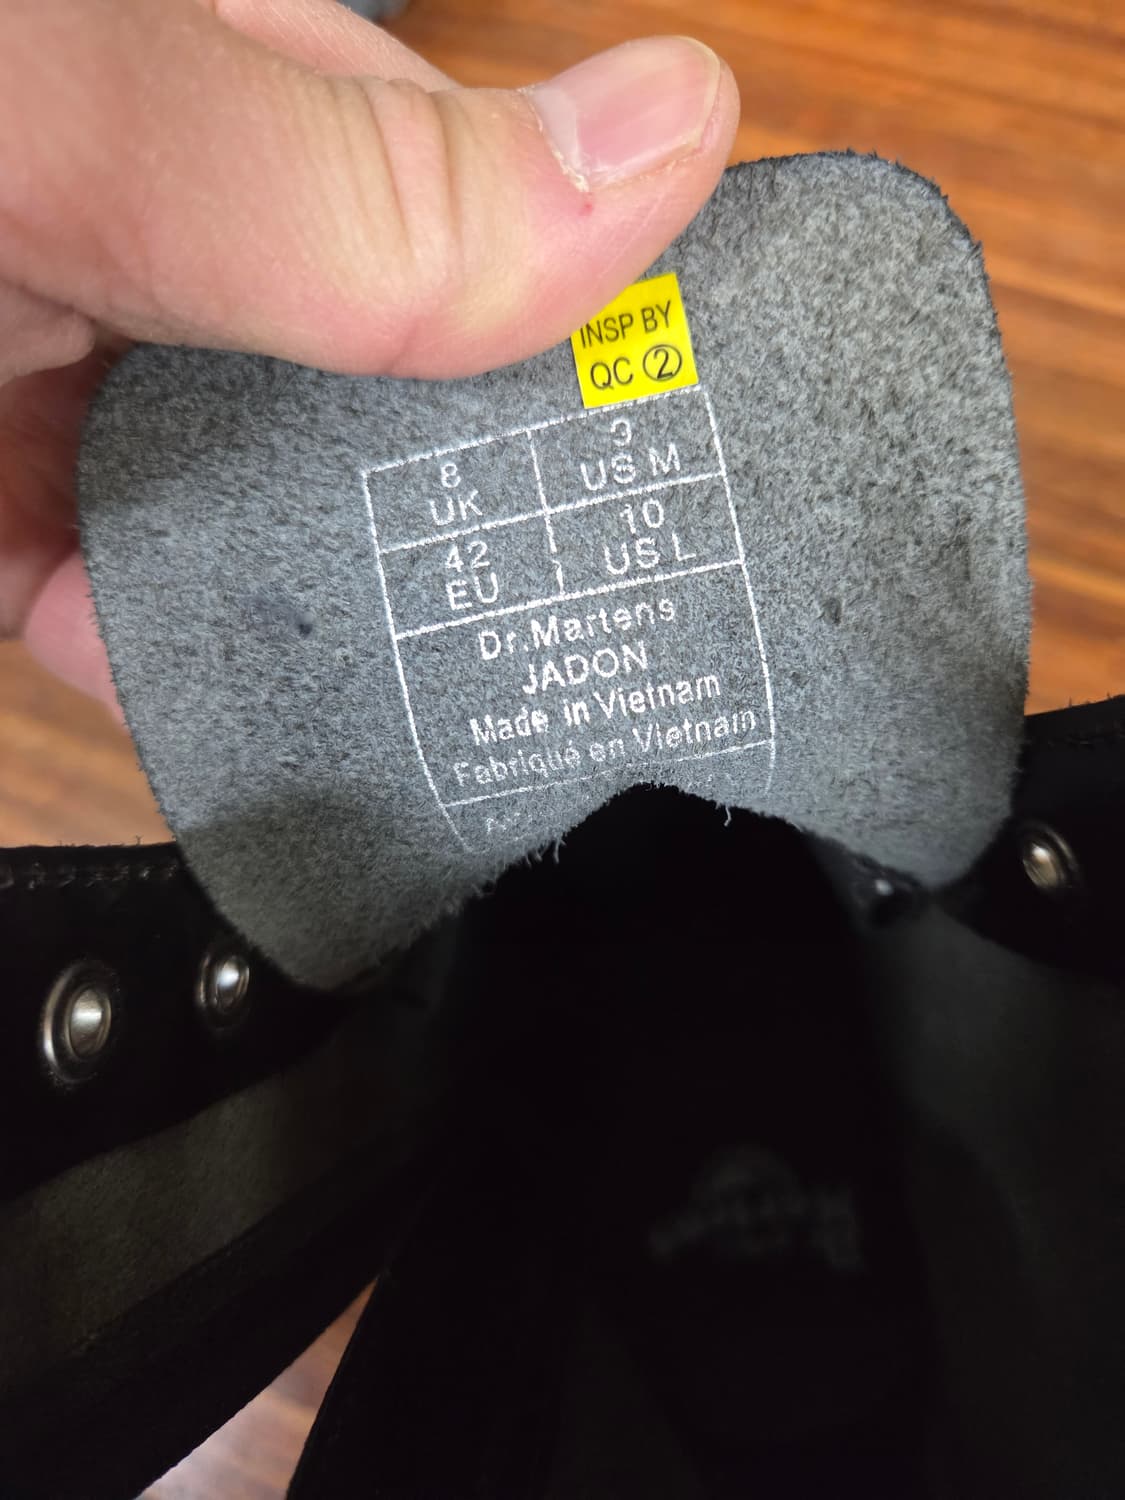 INSP BY
QC ②
8
UK
9
US M
42
EU
10
US L
Dr.Martens
JADON
Made in Vietnam
Fabriqué en Vietnam